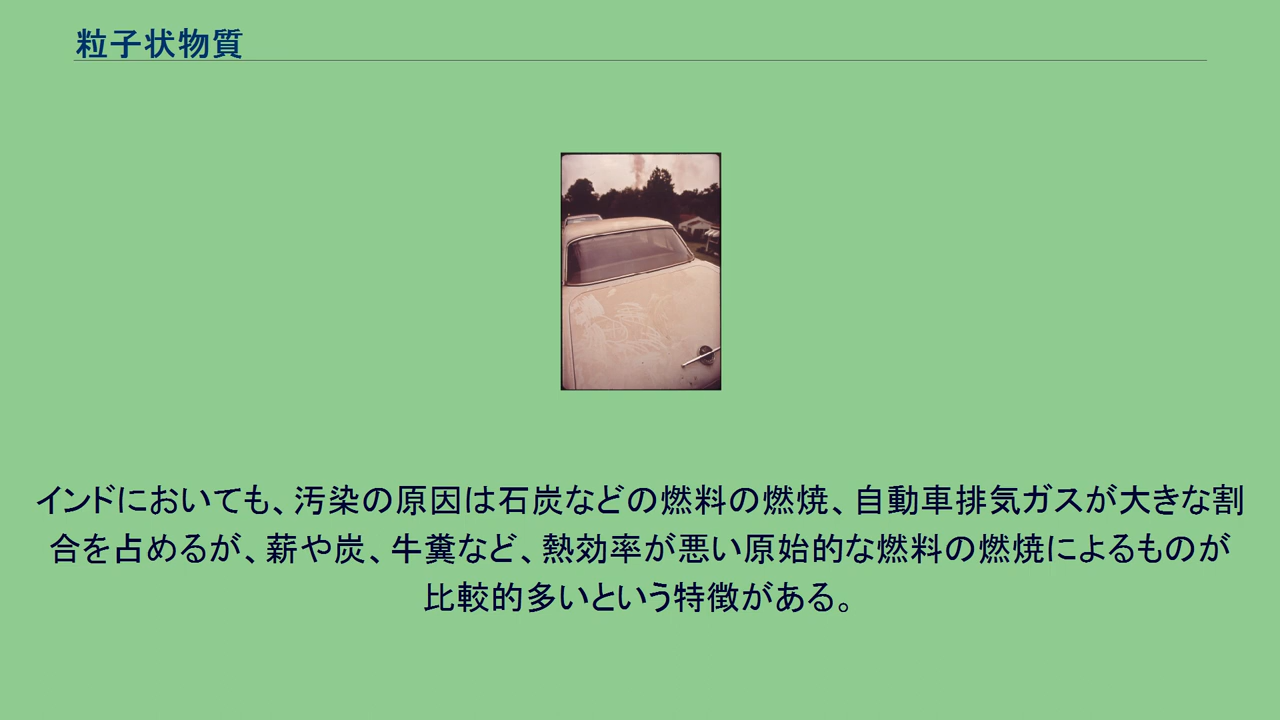 粒子状物質
インドにおいても、汚染の原因は石炭などの燃料の燃焼、自動車排気ガスが大きな割
合を占めるが、薪や炭、牛糞など、熱効率が悪い原始的な燃料の燃焼によるものが
比較的多いという特徴がある。